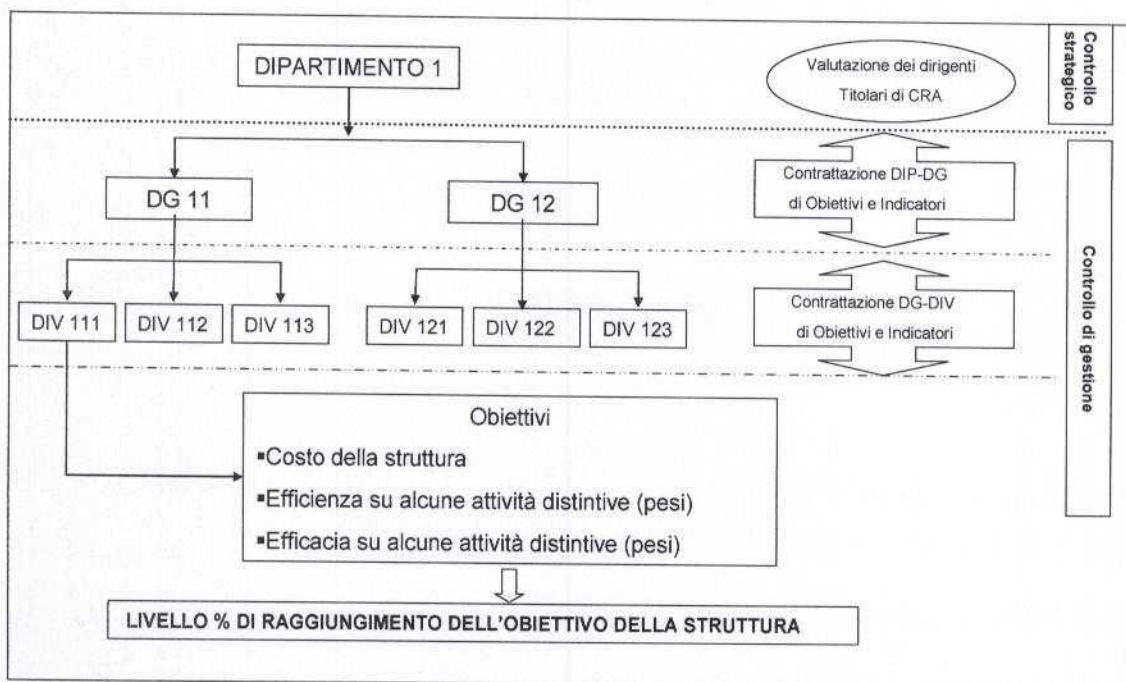 DIPARTIMENTO 1
Valutazione dei dirigenti
Titolari di CRA
Controllo
strategico
DG 11
DG 12
Contrattazione DIP-DG
di Obiettivi e Indicatori
DIV 111
DIV 112
DIV 113
DIV 121
DIV 122
DIV 123
Contrattazione DG-DIV
di Obiettivi e Indicatori
Controllo di gestione
Obiettivi
▪Costo della struttura
▪Efficienza su alcune attività distintive (pesi)
▪Efficacia su alcune attività distintive (pesi)
LIVELLO % DI RAGGIUNGIMENTO DELL'OBIETTIVO DELLA STRUTTURA